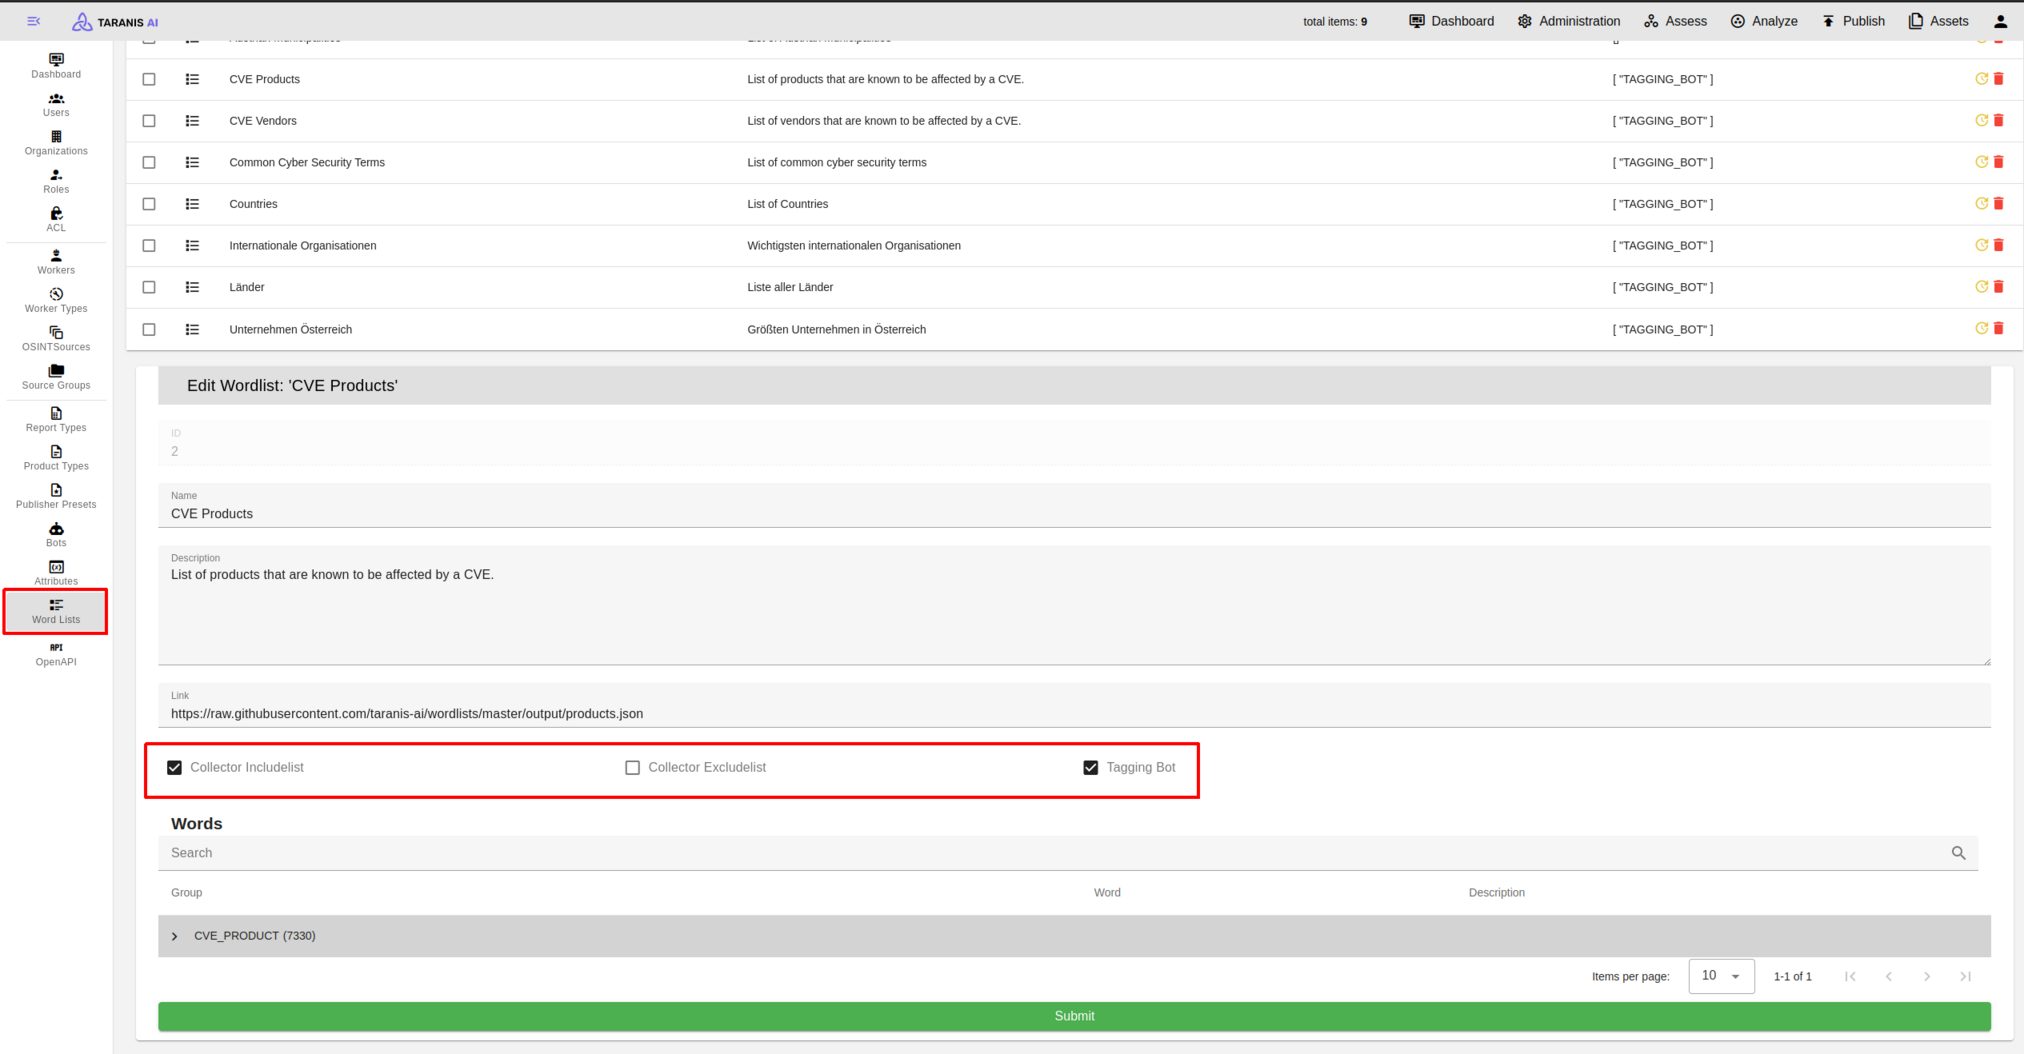 TARANIS AI
total items: 9
Dashboard
Administration
Assess
Analyze
Publish
Assets
Dashboard
Users
Organizations
Roles
ACL
Workers
Worker Types
OSINTSources
Source Groups
Report Types
Product Types
Publisher Presets
Bots
Attributes
Word Lists
API
OpenAPI
CVE Products List of products that are known to be affected by a CVE. [ "TAGGING_BOT" ]
CVE Vendors List of vendors that are known to be affected by a CVE. [ "TAGGING_BOT" ]
Common Cyber Security Terms List of common cyber security terms [ "TAGGING_BOT" ]
Countries List of Countries [ "TAGGING_BOT" ]
Internationale Organisationen Wichtigsten internationalen Organisationen [ "TAGGING_BOT" ]
Länder Liste aller Länder [ "TAGGING_BOT" ]
Unternehmen Österreich Größten Unternehmen in Österreich [ "TAGGING_BOT" ]
Edit Wordlist: 'CVE Products'
ID
2
Name
CVE Products
Description
List of products that are known to be affected by a CVE.
Link
https://raw.githubusercontent.com/taranis-ai/wordlists/master/output/products.json
Collector Includelist Collector Excludelist Tagging Bot
Words
Search
Group Word Description
CVE_PRODUCT (7330)
Items per page: 10 1-1 of 1
Submit